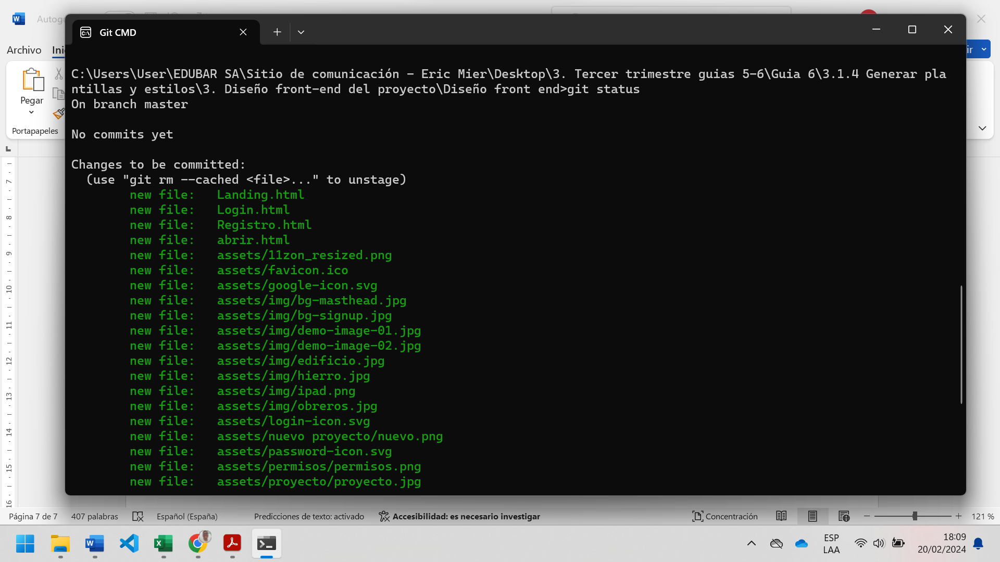 Git CMD
Archivo
Pegar
Portapapeles
C:\Users\User\EDUBAR SA\Sitio de comunicación - Eric Mier\Desktop\3. Tercer trimestre guias 5-6\Guia 6\3.1.4 Generar pla
ntillas y estilos\3. Diseño front-end del proyecto\Diseño front end>git status
On branch master
No commits yet
Changes to be committed:
(use "git rm --cached <file>..." to unstage)
new file: Landing.html
new file: Login.html
new file: Registro.html
new file: abrir.html
new file: assets/11zon_resized.png
new file: assets/favicon.ico
new file: assets/google-icon.svg
new file: assets/img/bg-masthead.jpg
new file: assets/img/bg-signup.jpg
new file: assets/img/demo-image-01.jpg
new file: assets/img/demo-image-02.jpg
new file: assets/img/edificio.jpg
new file: assets/img/hierro.jpg
new file: assets/img/ipad.png
new file: assets/img/obreros.jpg
new file: assets/login-icon.svg
new file: assets/nuevo proyecto/nuevo.png
new file: assets/password-icon.svg
new file: assets/permisos/permisos.png
new file: assets/proyecto/proyecto.jpg
7
8
9
10
11
12
13
14
15
16
Página 7 de 7 407 palabras Español (España) Predicciones de texto: activado Accesibilidad: es necesario investigar Concentración 121 %
ESP
LAA
18:09
20/02/2024